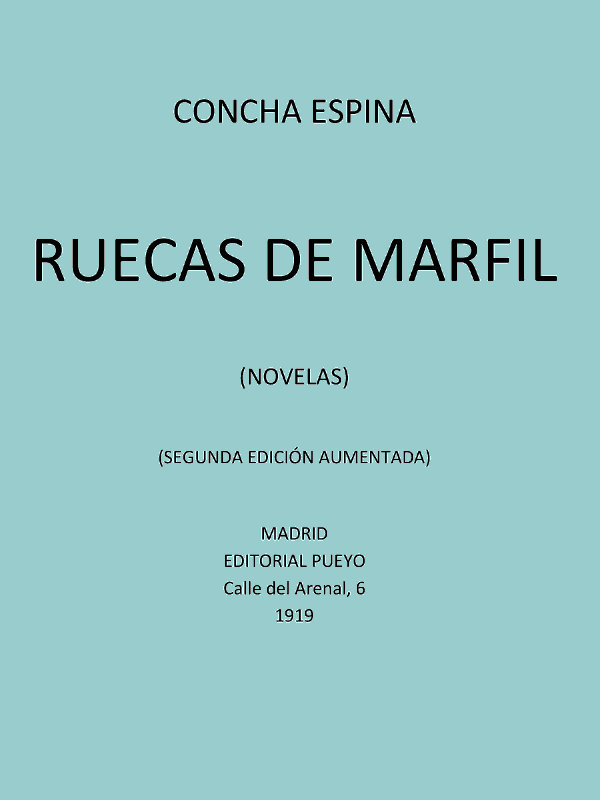 CONCHA ESPINA
RUECAS DE MARFIL
(NOVELAS)
(SEGUNDA EDICIÓN AUMENTADA)
MADRID
EDITORIAL PUEYO
Calle del Arenal, 6
1919